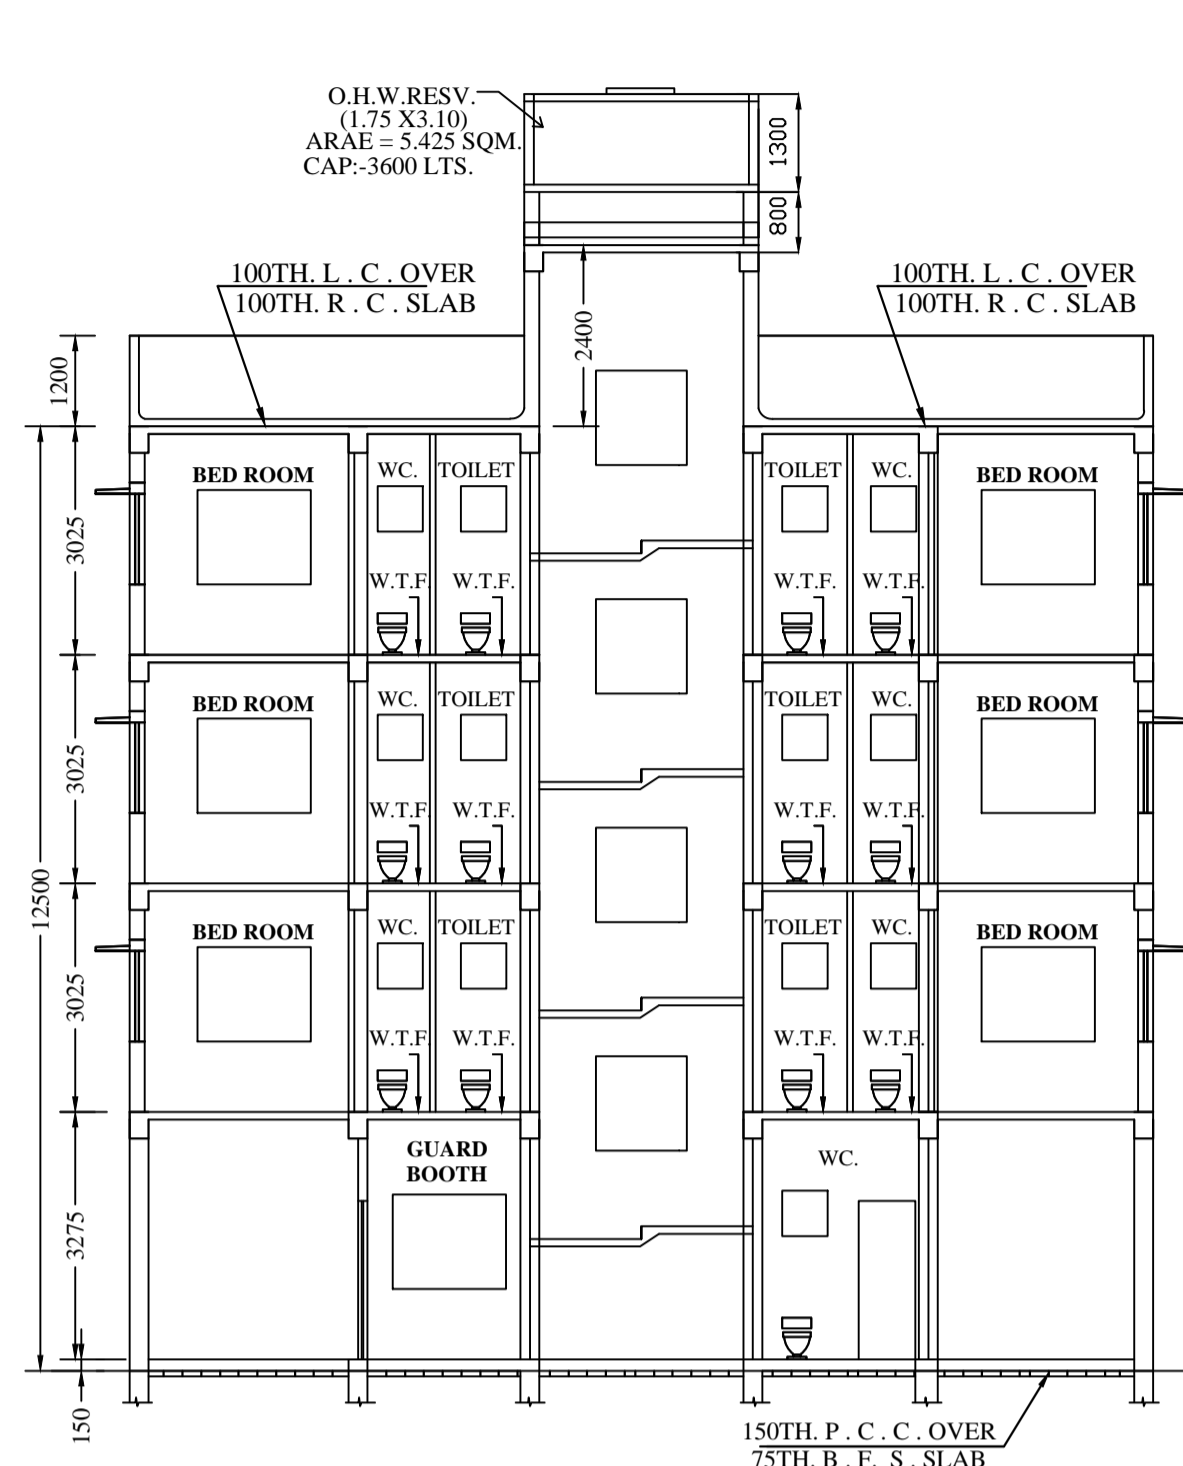 O.H.W.RESV.
(1.75 X3.10)
ARAE = 5.425 SQM.
CAP:-3600 LTS.
1300
800
100TH. L . C . OVER
100TH. R . C . SLAB
100TH. L . C . OVER
100TH. R . C . SLAB
2400
1200
BED ROOM WC. TOILET TOILET WC. BED ROOM
3025
W.T.F. W.T.F. W.T.F. W.T.F.
BED ROOM WC. TOILET TOILET WC. BED ROOM
3025
W.T.F. W.T.F. W.T.F. W.T.F.
12500
BED ROOM WC. TOILET TOILET WC. BED ROOM
3025
W.T.F. W.T.F. W.T.F. W.T.F.
GUARD
BOOTH
WC.
3275
150
150TH. P . C . C . OVER
75TH. B . F. S . SLAB